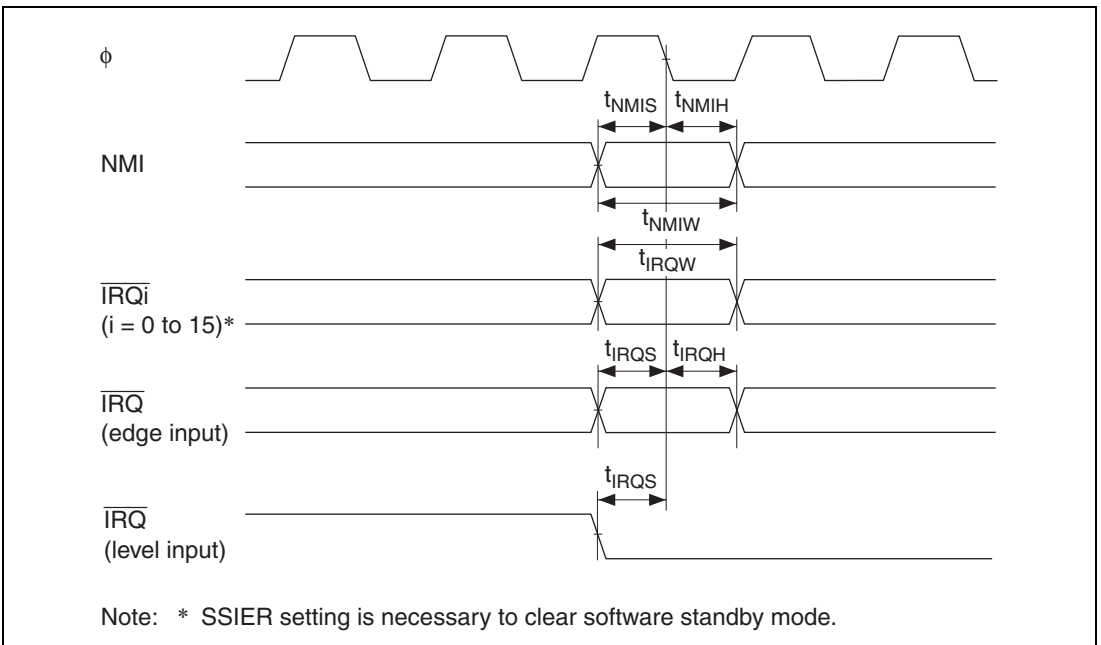 ϕ
tNMIS tNMIH
NMI
tNMIW
tIRQW
IRQi
(i = 0 to 15)*
tIRQS tIRQH
IRQ
(edge input)
tIRQS
IRQ
(level input)
Note: * SSIER setting is necessary to clear software standby mode.